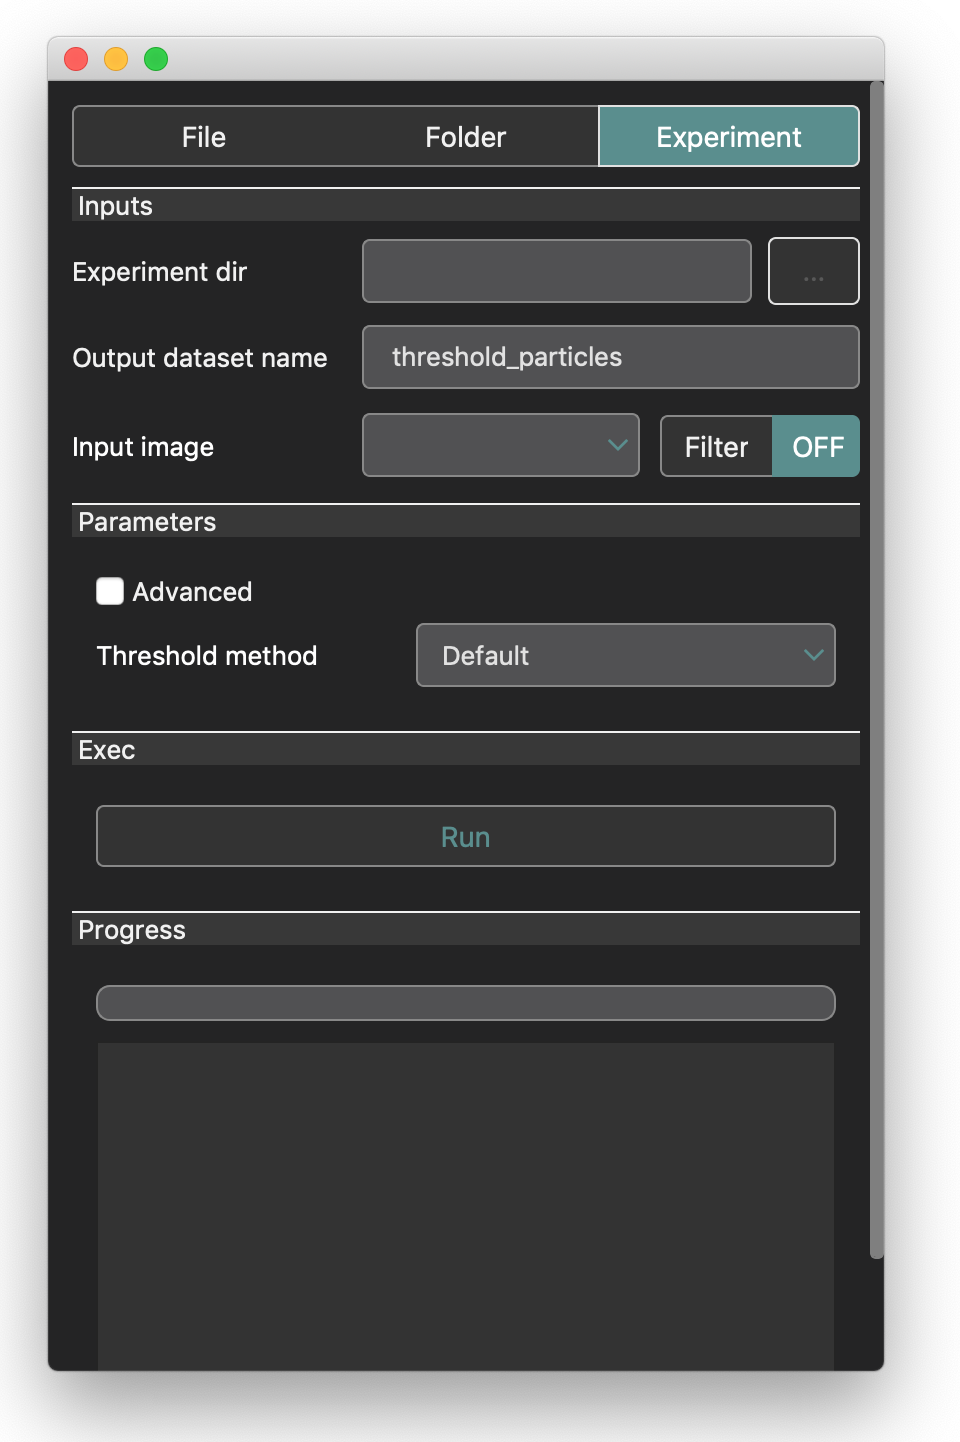 File Folder Experiment
Inputs
Experiment dir ...
Output dataset name threshold_particles
Input image Filter OFF
Parameters
Advanced
Threshold method Default
Exec
Run
Progress